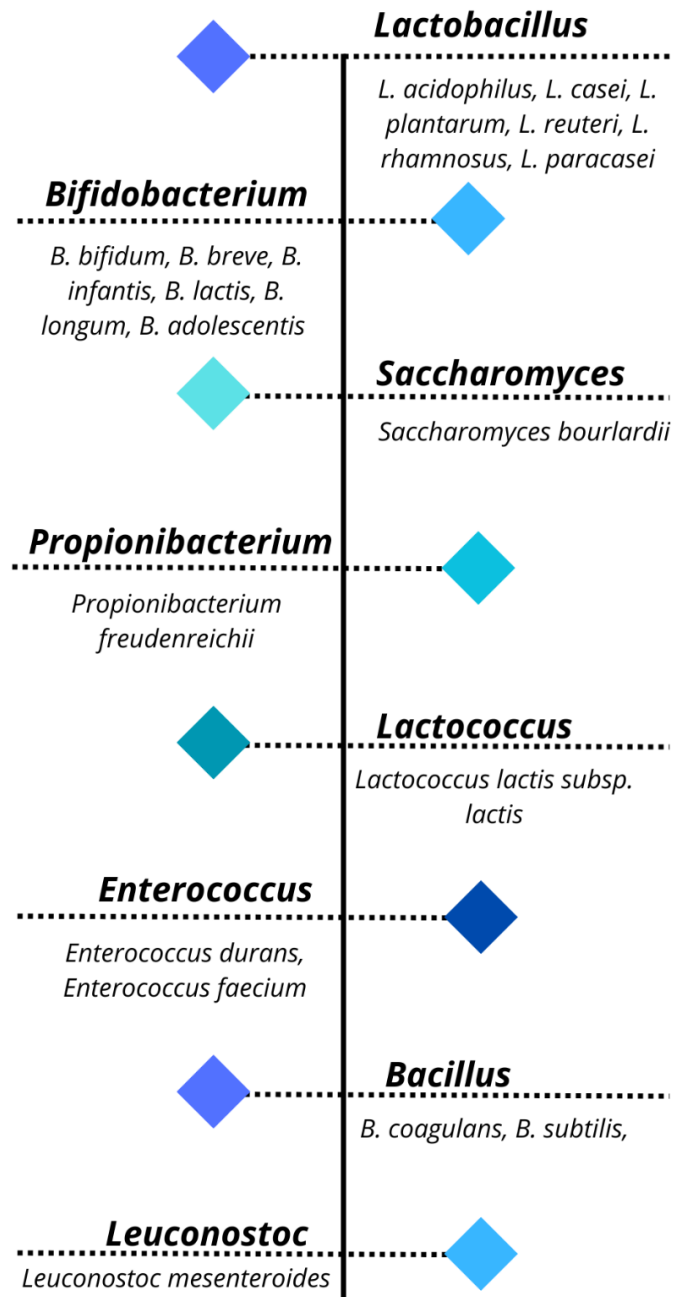 Lactobacillus
L. acidophilus, L. casei, L.
plantarum, L. reuteri, L.
rhamnosus, L. paracasei
Bifidobacterium
B. bifidum, B. breve, B.
infantis, B. lactis, B.
longum, B. adolescentis
Saccharomyces
Saccharomyces bourlardii
Propionibacterium
Propionibacterium
freudenreichii
Lactococcus
Lactococcus lactis subsp.
lactis
Enterococcus
Enterococcus durans,
Enterococcus faecium
Bacillus
B. coagulans, B. subtilis,
Leuconostoc
Leuconostoc mesenteroides